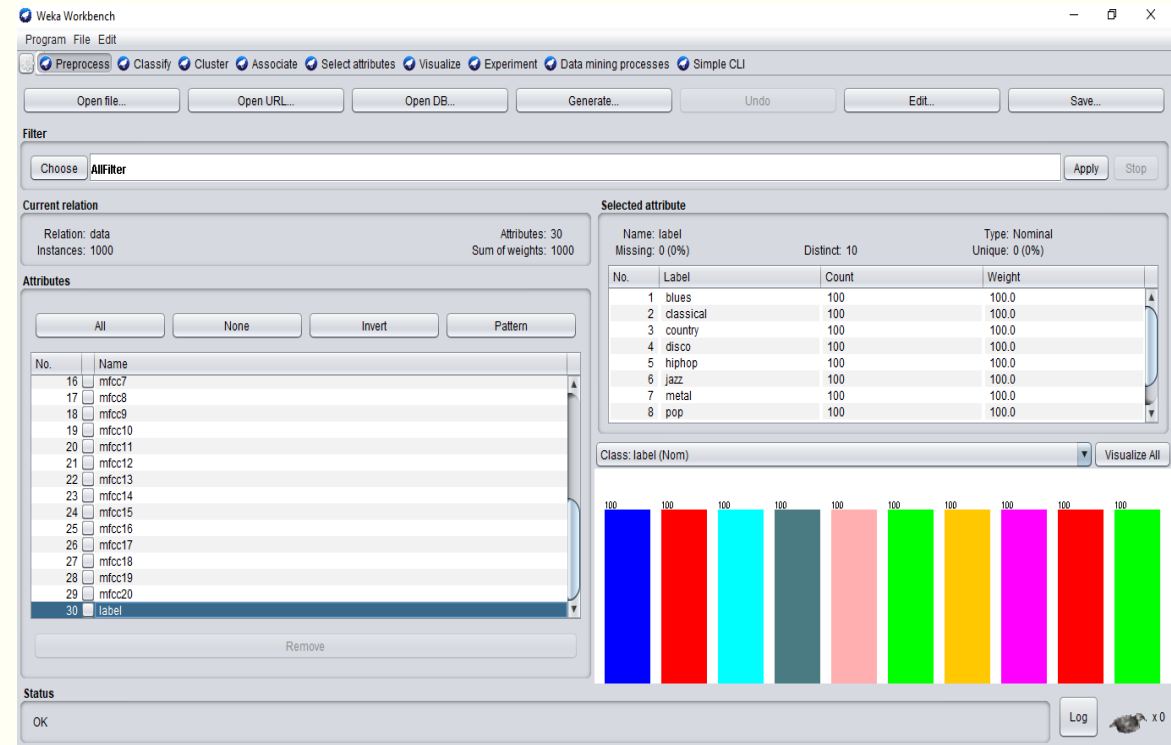 Weka Workbench
Program File Edit
Preprocess Classify Cluster Associate Select attributes Visualize Experiment Data mining processes Simple CLI
Open file... Open URL... Open DB... Generate... Undo Edit... Save...
Filter
Choose AllFilter Apply Stop
Current relation
Relation: data Attributes: 30
Instances: 1000 Sum of weights: 1000
Attributes
All None Invert Pattern
No. Name
16 mfcc7
17 mfcc8
18 mfcc9
19 mfcc10
20 mfcc11
21 mfcc12
22 mfcc13
23 mfcc14
24 mfcc15
25 mfcc16
26 mfcc17
27 mfcc18
28 mfcc19
29 mfcc20
30 label
Remove
Selected attribute
Name: label Type: Nominal
Missing: 0 (0%) Distinct: 10 Unique: 0 (0%)
No. Label Count Weight
1 blues 100 100.0
2 classical 100 100.0
3 country 100 100.0
4 disco 100 100.0
5 hiphop 100 100.0
6 jazz 100 100.0
7 metal 100 100.0
8 pop 100 100.0
Class: label (Nom) Visualize All
100 100 100 100 100 100 100 100 100 100
Status
OK Log x 0